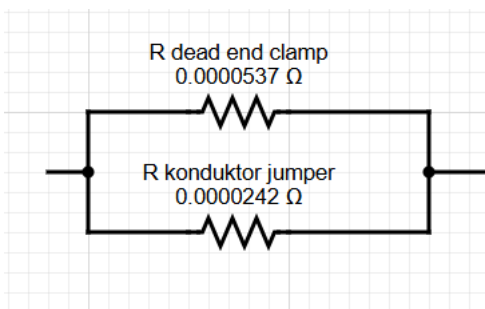 R dead end clamp
0.0000537 Ω
R konduktor jumper
0.0000242 Ω